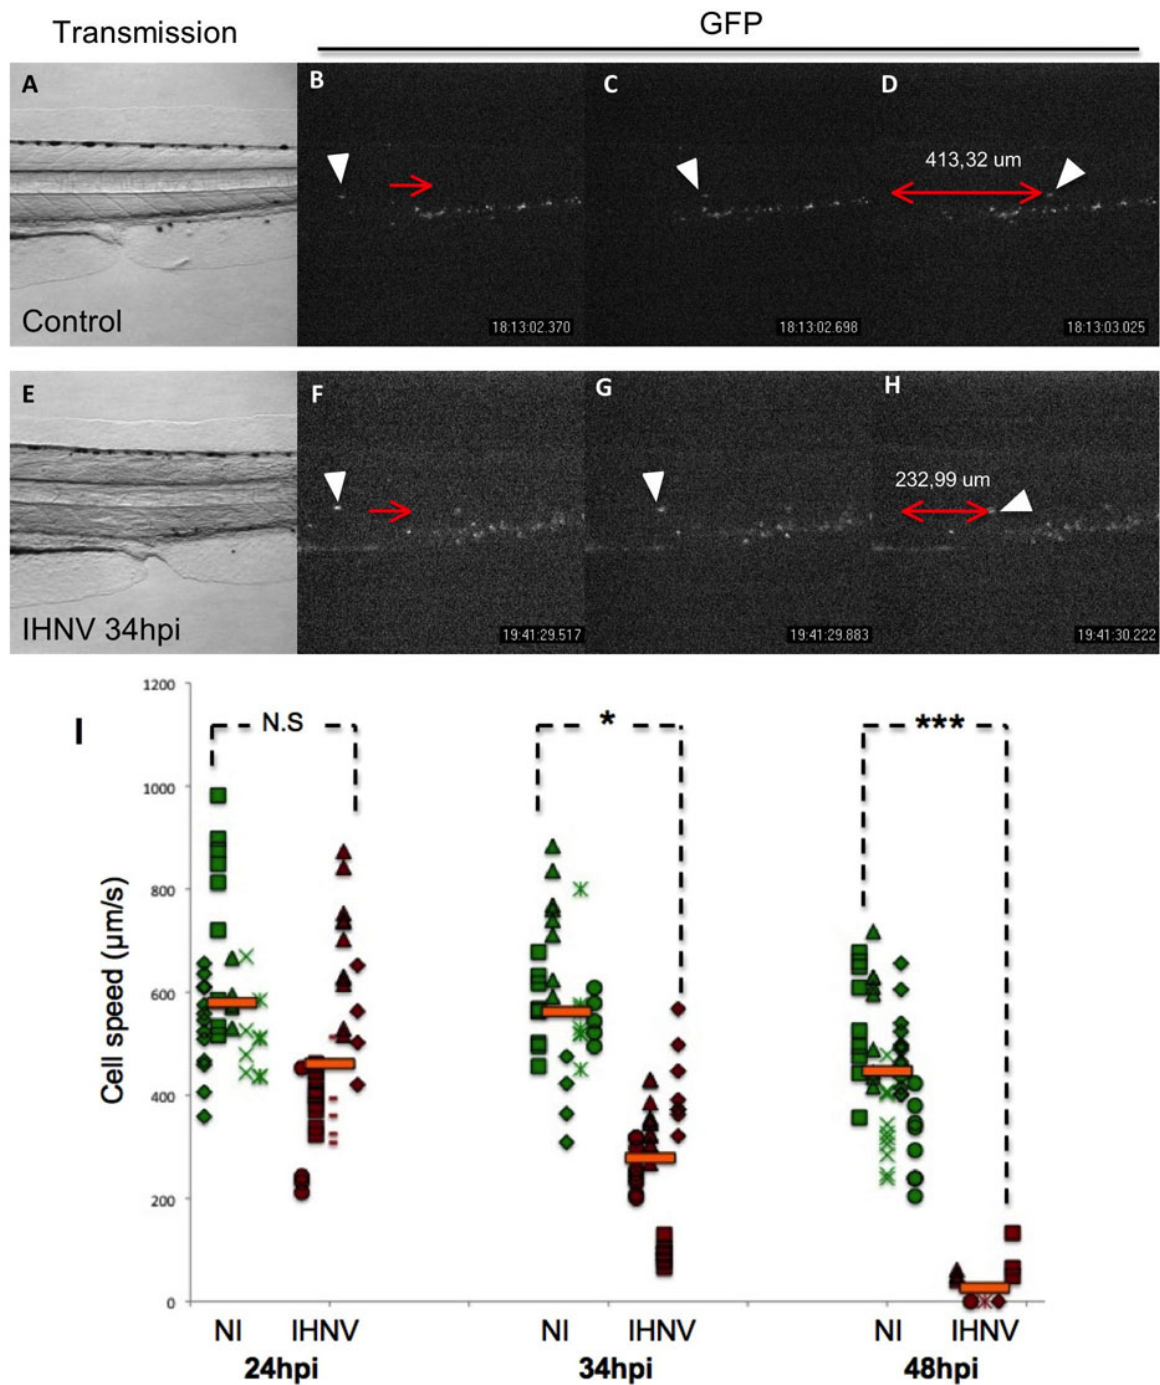 Transmission
GFP
A
B
C
D
413,32 um
Control
18:13:02.370
18:13:02.698
18:13:03.025
E
F
G
H
232,99 um
IHNV 34hpi
19:41:29.517
19:41:29.883
19:41:30.222
I
1200
1000
800
600
400
200
0
Cell speed (µm/s)
N.S
*
***
NI IHNV NI IHNV NI IHNV
24hpi 34hpi 48hpi